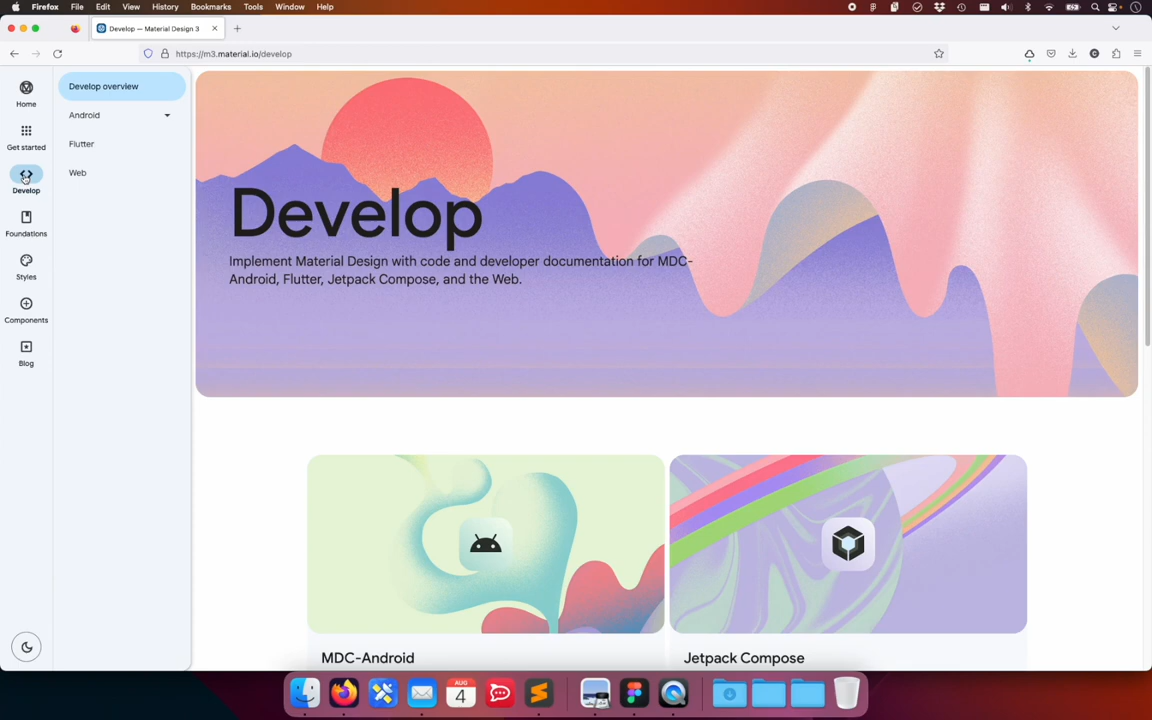 Firefox File Edit View History Bookmarks Tools Window Help
Develop — Material Design 3
https://m3.material.io/develop
Home
Get started
Develop
Foundations
Styles
Components
Blog
Develop overview
Android
Flutter
Web
Develop
Implement Material Design with code and developer documentation for MDC-
Android, Flutter, Jetpack Compose, and the Web.
MDC-Android
Jetpack Compose
AUG
4